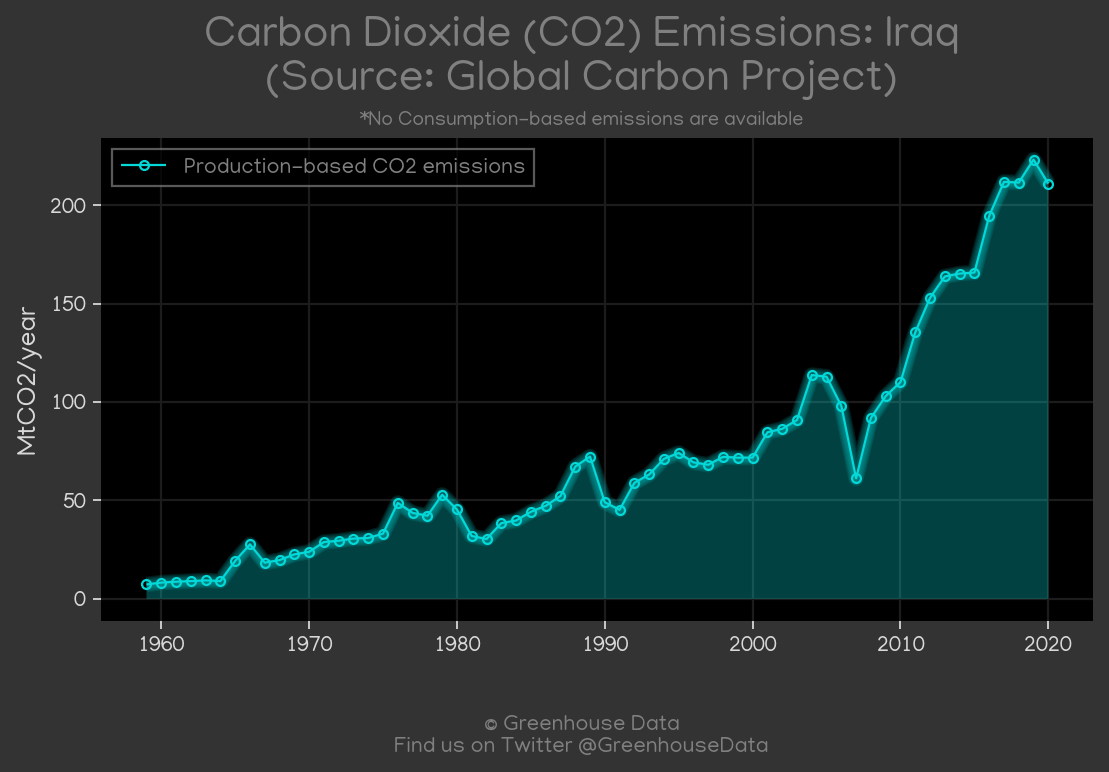 Carbon Dioxide (CO2) Emissions: Iraq
(Source: Global Carbon Project)
*No Consumption-based emissions are available
Production-based CO2 emissions
MtCO2/year
200
150
100
50
0
1960 1970 1980 1990 2000 2010 2020
© Greenhouse Data
Find us on Twitter @GreenhouseData